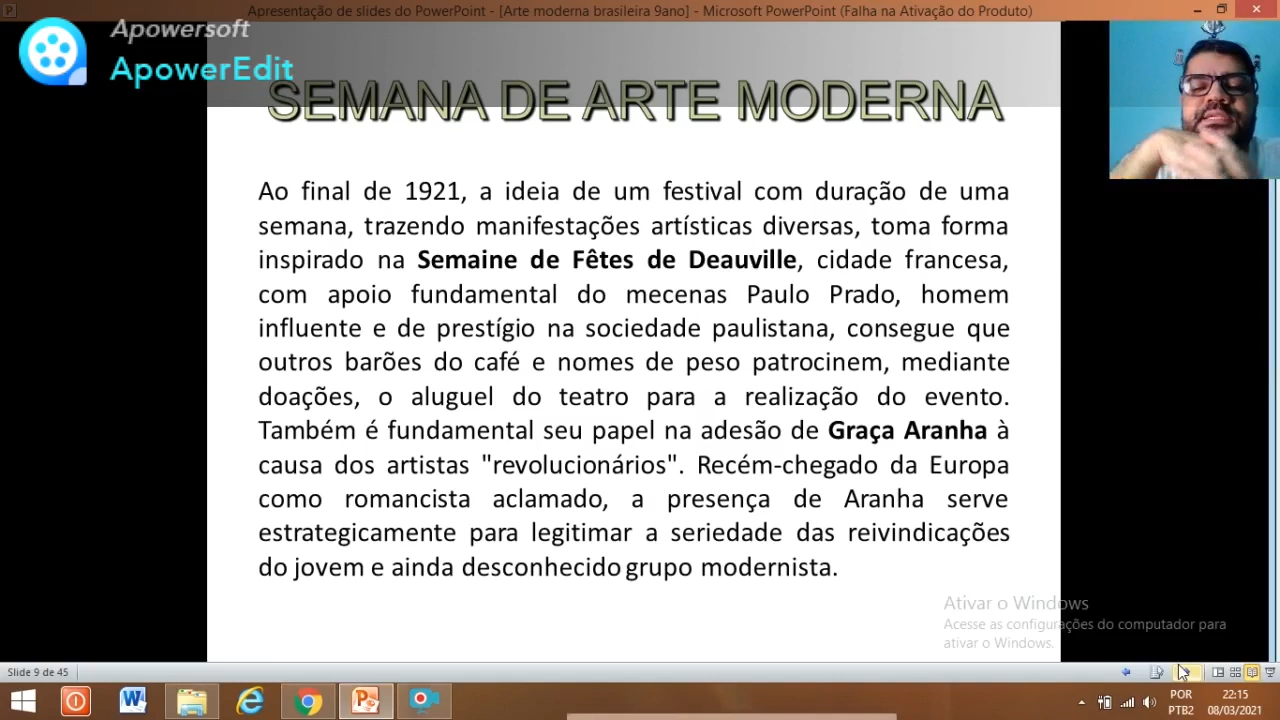 Apresentação de slides do PowerPoint - [Arte moderna brasileira 9ano] - Microsoft PowerPoint (Falha na Ativação do Produto)
Apowersoft
ApowerEdit
SEMANA DE ARTE MODERNA
Ao final de 1921, a ideia de um festival com duração de uma
semana, trazendo manifestações artísticas diversas, toma forma
inspirado na Semaine de Fêtes de Deauville, cidade francesa,
com apoio fundamental do mecenas Paulo Prado, homem
influente e de prestígio na sociedade paulistana, consegue que
outros barões do café e nomes de peso patrocinem, mediante
doações, o aluguel do teatro para a realização do evento.
Também é fundamental seu papel na adesão de Graça Aranha à
causa dos artistas "revolucionários". Recém-chegado da Europa
como romancista aclamado, a presença de Aranha serve
estrategicamente para legitimar a seriedade das reivindicações
do jovem e ainda desconhecido grupo modernista.
Ativar o Windows
Acesse as configurações do computador para
ativar o Windows.
Slide 9 de 45
POR
PTB2
22:15
08/03/2021